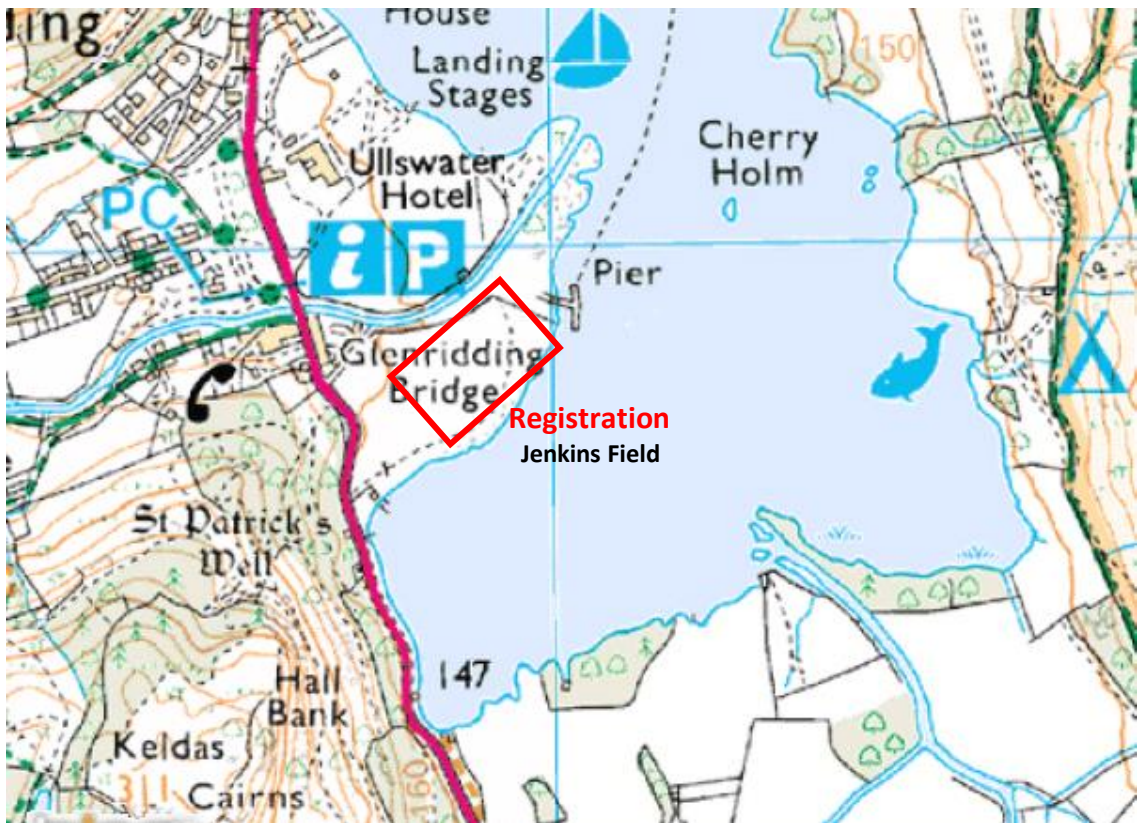 ing
House
Landing
Stages
150
Cherry
Holm
Ullswater
Hotel
PC
i P
Pier
Glenridding
Bridge
Registration
Jenkins Field
St Patrick's
Well
147
Hall
Bank
Keldas
311
Cairns
160